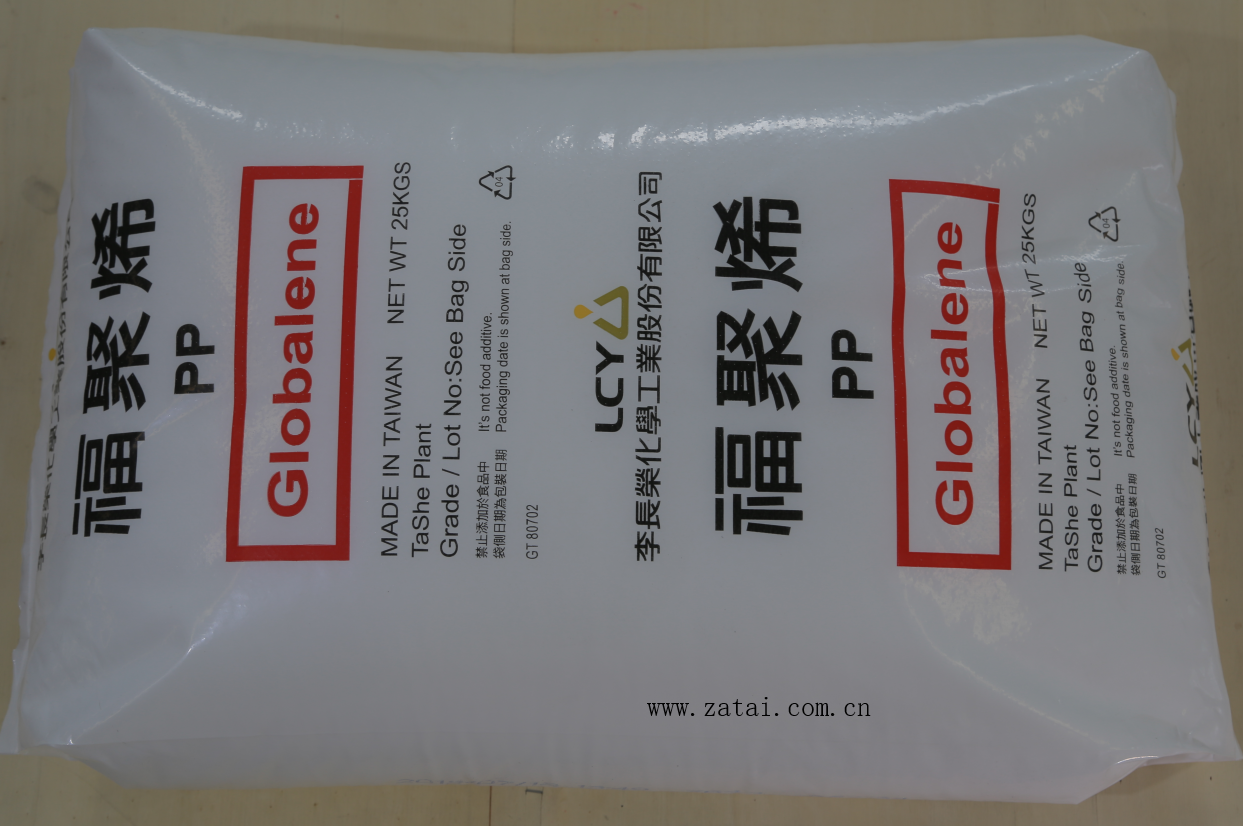 福聚烯
PP
Globalene
MADE IN TAIWAN NET WT 25KGS
TaShe Plant
Grade / Lot No:See Bag Side
禁止添加於食品中 It's not food additive.
袋側日期為包裝日期 Packaging date is shown at bag side.
04
GT 80702
LCY
李長榮化學工業股份有限公司
福聚烯
PP
Globalene
MADE IN TAIWAN NET WT 25KGS
TaShe Plant
Grade / Lot No:See Bag Side
禁止添加於食品中 It's not food additive.
袋側日期為包裝日期 Packaging date is shown at bag side.
04
GT 80702
LCY
www.zatai.com.cn